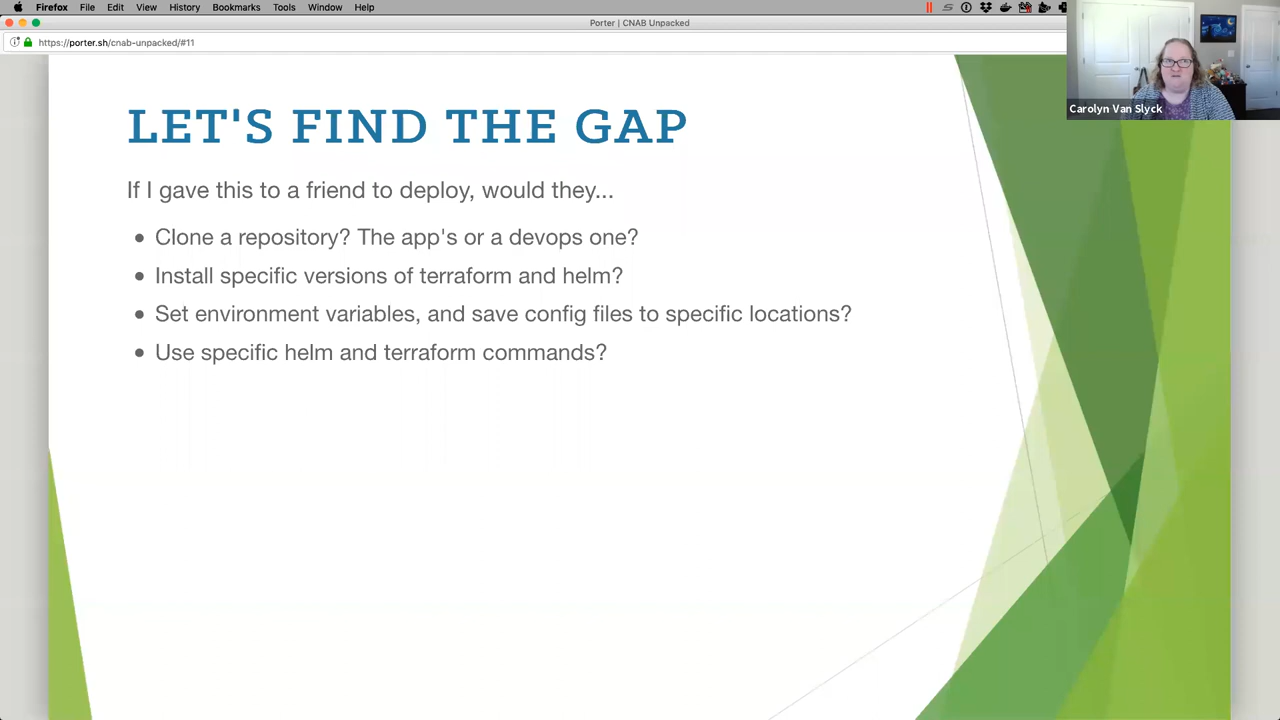 Firefox File Edit View History Bookmarks Tools Window Help
Porter | CNAB Unpacked
https://porter.sh/cnab-unpacked/#11
Carolyn Van Slyck
LET'S FIND THE GAP
If I gave this to a friend to deploy, would they...
• Clone a repository? The app's or a devops one?
• Install specific versions of terraform and helm?
• Set environment variables, and save config files to specific locations?
• Use specific helm and terraform commands?